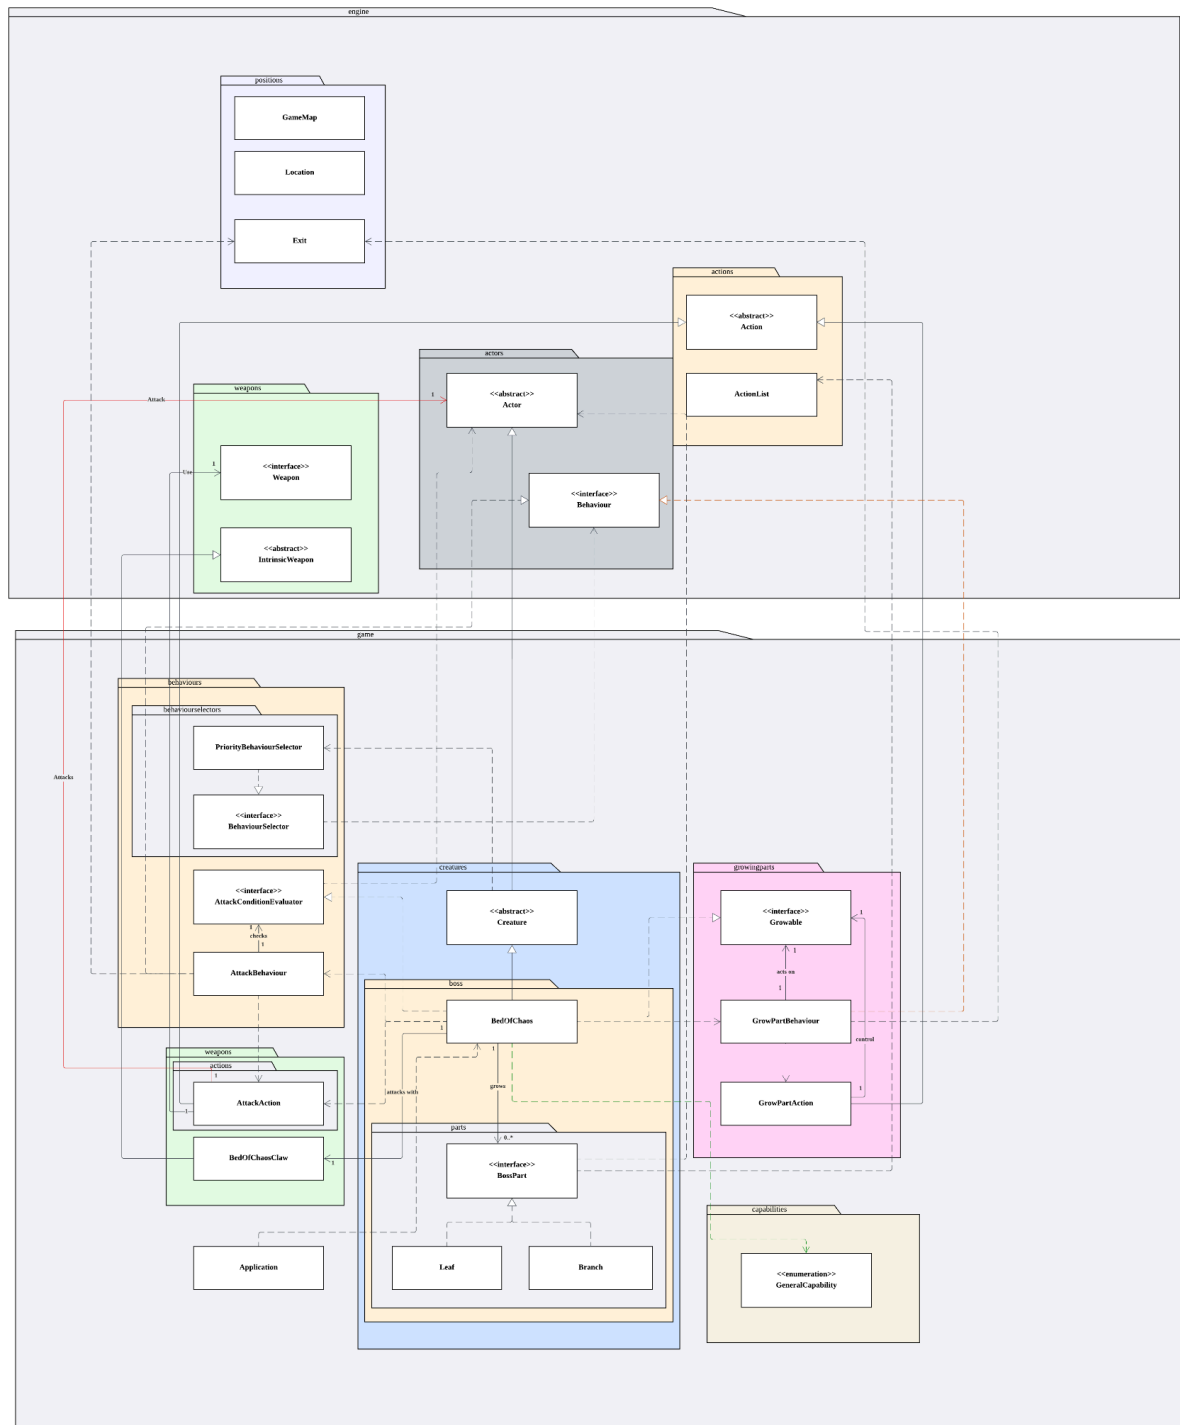 engine
positions
GameMap
Location
Exit
actions
<<abstract>>
Action
ActionList
actors
<<abstract>>
Actor
1
Attack
<<interface>>
Behaviour
weapons
<<interface>>
Weapon
1
Use
<<abstract>>
IntrinsicWeapon
game
behaviours
behaviourselectors
PriorityBehaviourSelector
<<interface>>
BehaviourSelector
Attacks
<<interface>>
AttackConditionEvaluator
1
checks
1
AttackBehaviour
creatures
<<abstract>>
Creature
boss
BedOfChaos
1
1
grows
0..*
attacks with
growingparts
<<interface>>
Growable
1
1
acts on
1
GrowPartBehaviour
control
1
GrowPartAction
weapons
actions
1
AttackAction
1
BedOfChaosClaw
1
parts
<<interface>>
BossPart
Leaf
Branch
Application
capabilities
<<enumeration>>
GeneralCapability